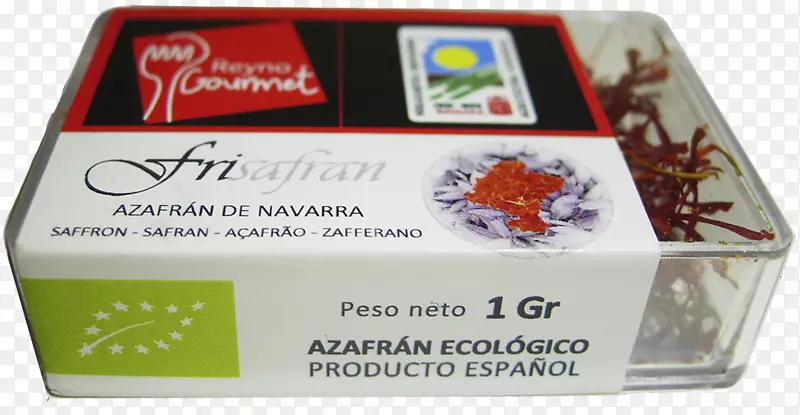 Reyno
Gourmet
Frisafran
AZAFRÁN DE NAVARRA
SAFFRON - SAFRAN - AÇAFRÃO - ZAFFERANO
Peso neto 1 Gr
AZAFRÁN ECOLÓGICO
PRODUCTO ESPAÑOL